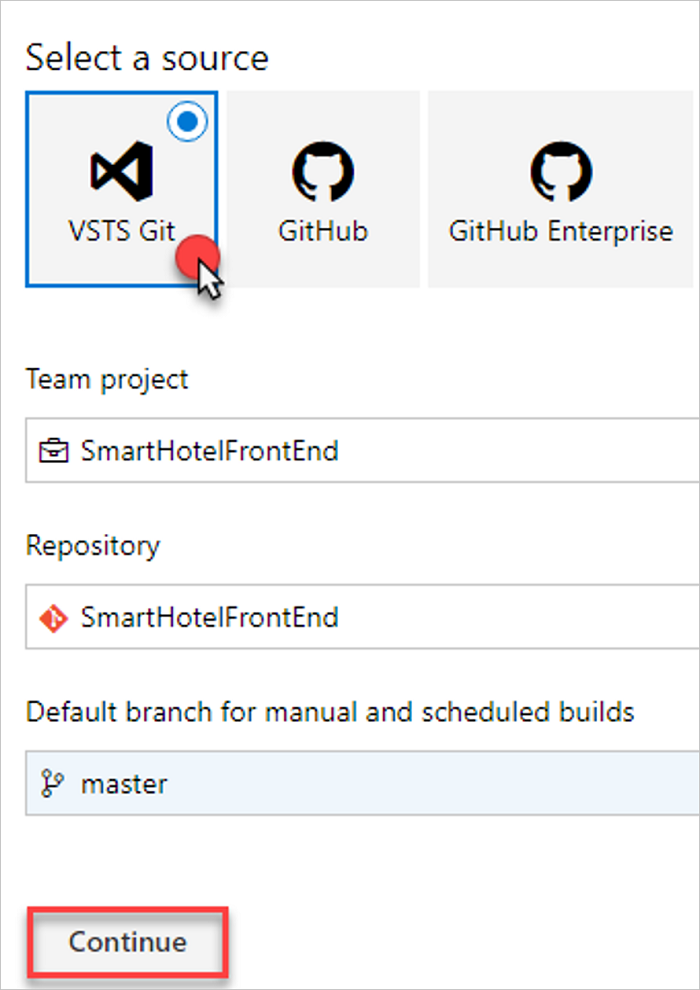 Select a source
VSTS Git
GitHub
GitHub Enterprise
Team project
SmartHotelFrontEnd
Repository
SmartHotelFrontEnd
Default branch for manual and scheduled builds
master
Continue